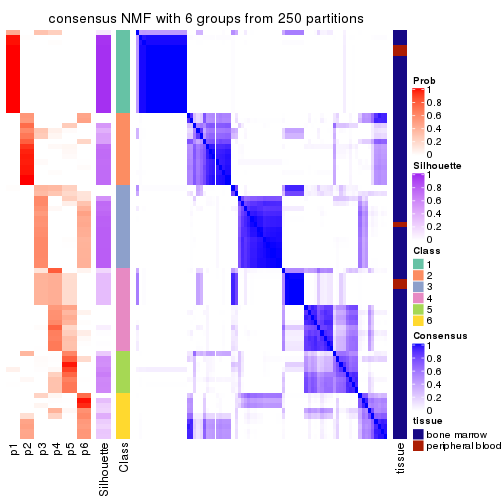 consensus NMF with 6 groups from 250 partitions
Prob
1
0.8
0.6
0.4
0.2
0
Silhouette
1
0.8
0.6
0.4
0.2
0
Class
1
2
3
4
5
6
Consensus
1
0.8
0.6
0.4
0.2
0
tissue
bone marrow
peripheral blood
p1
p2
p3
p4
p5
p6
Silhouette
Class
tissue